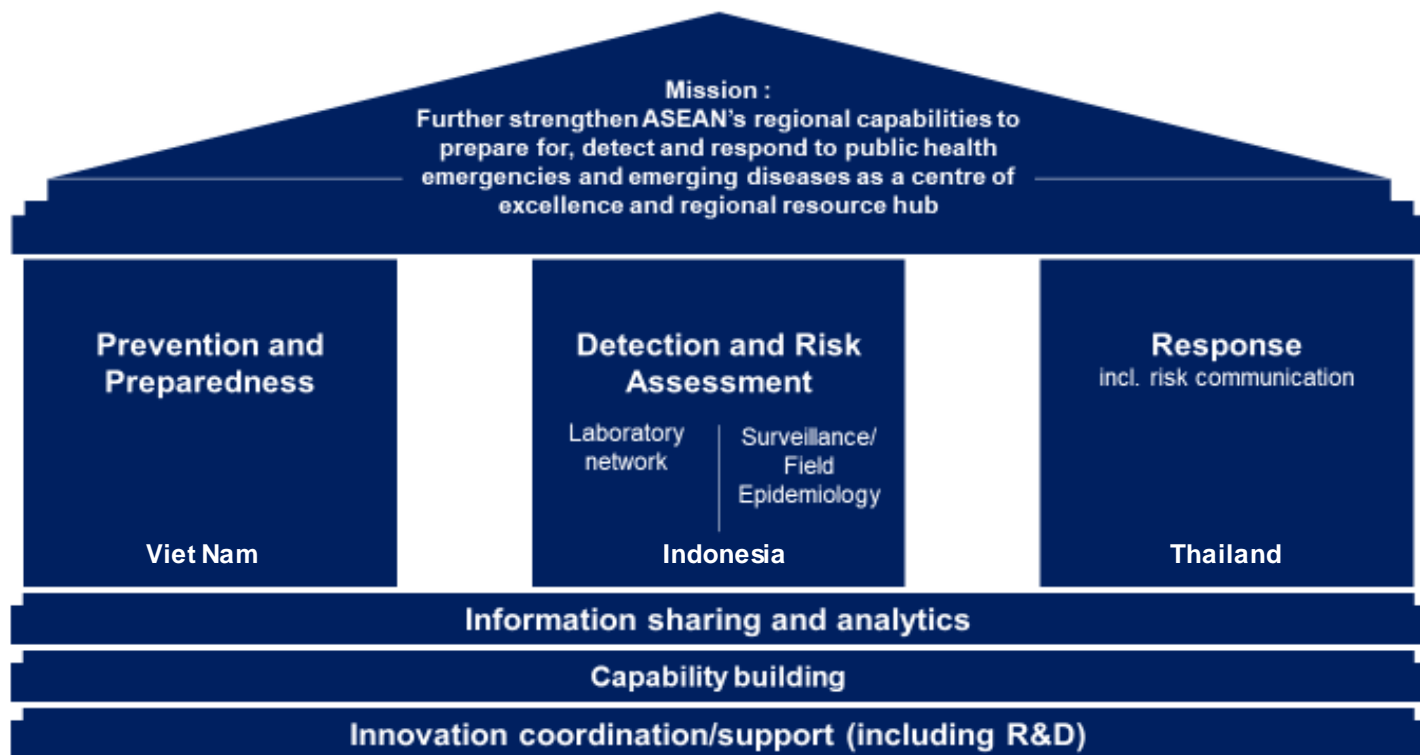 Mission :
Further strengthen ASEAN's regional capabilities to
prepare for, detect and respond to public health
emergencies and emerging diseases as a centre of
excellence and regional resource hub
Prevention and
Preparedness
Viet Nam
Detection and Risk
Assessment
Laboratory
network
Surveillance/
Field
Epidemiology
Indonesia
Response
incl. risk communication
Thailand
Information sharing and analytics
Capability building
Innovation coordination/support (including R&D)